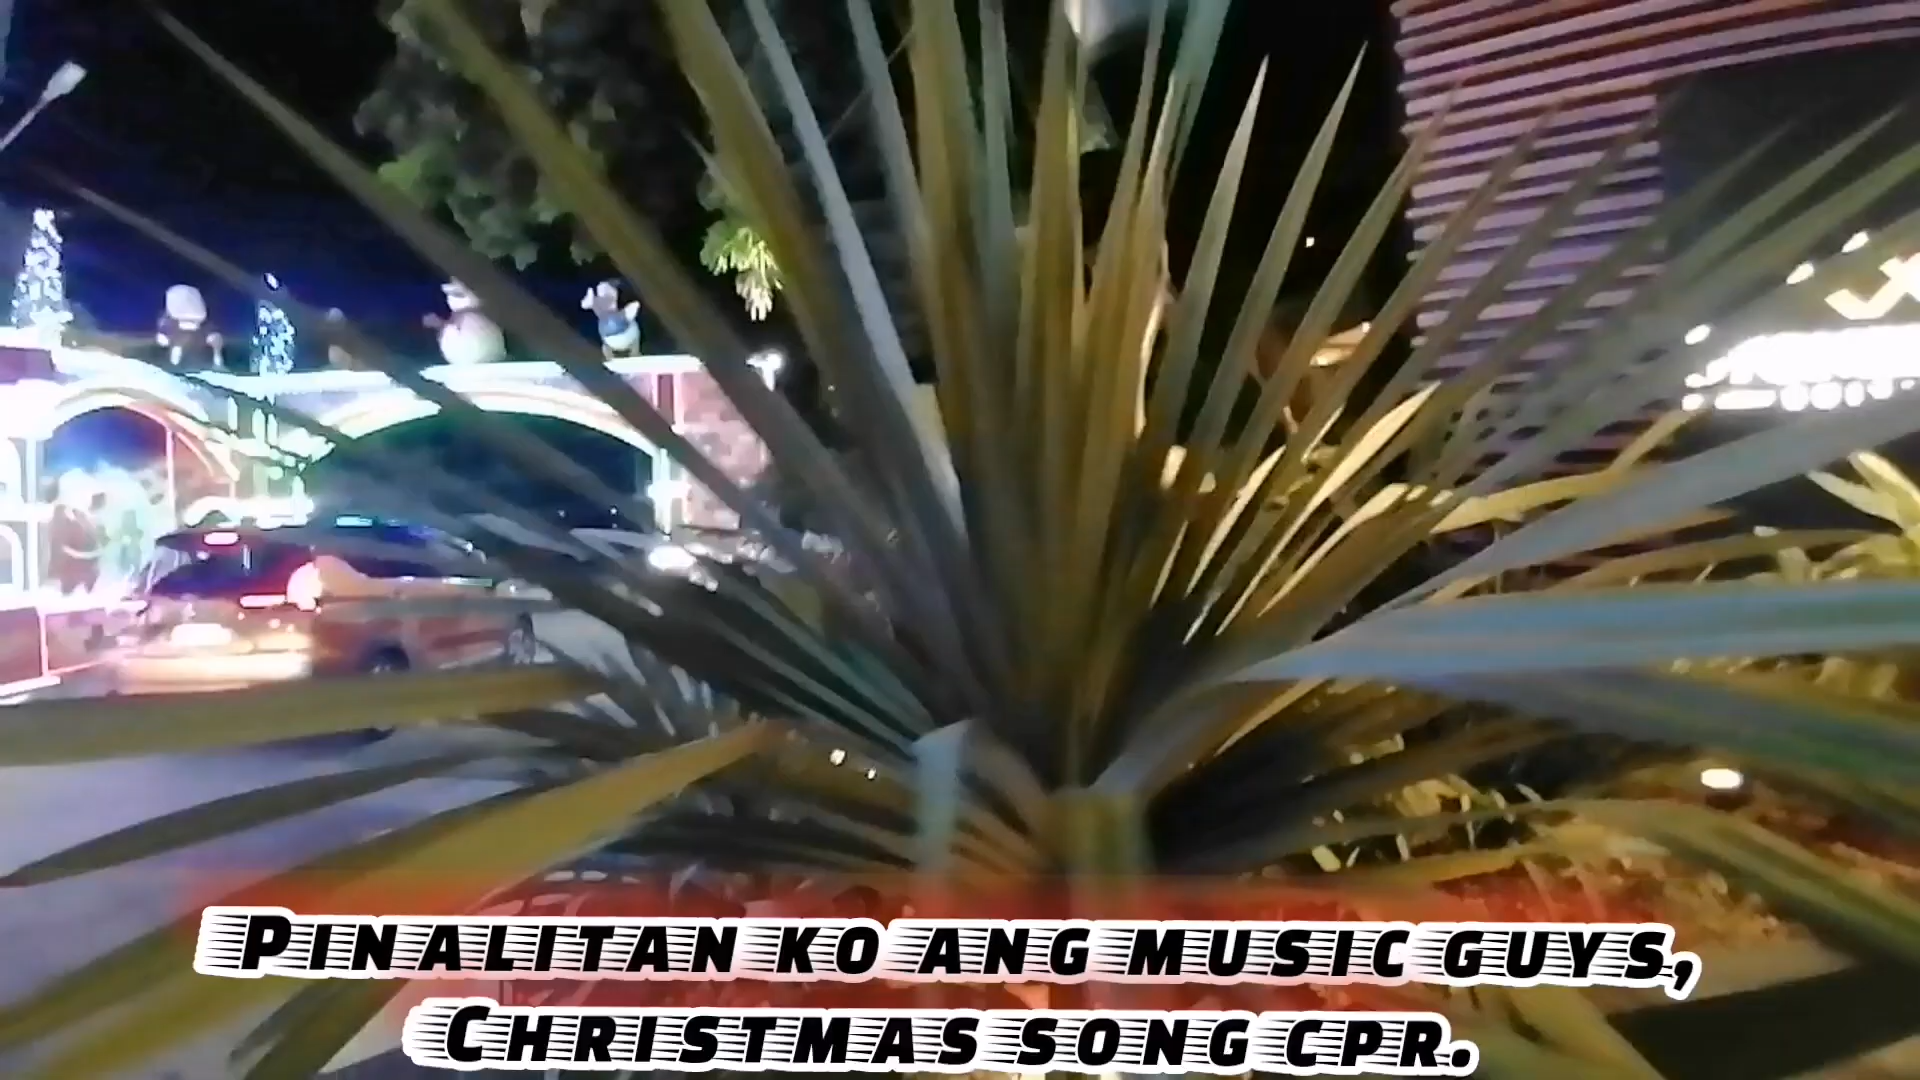 Pinalitan ko ang music guys,
Christmas song cpr.